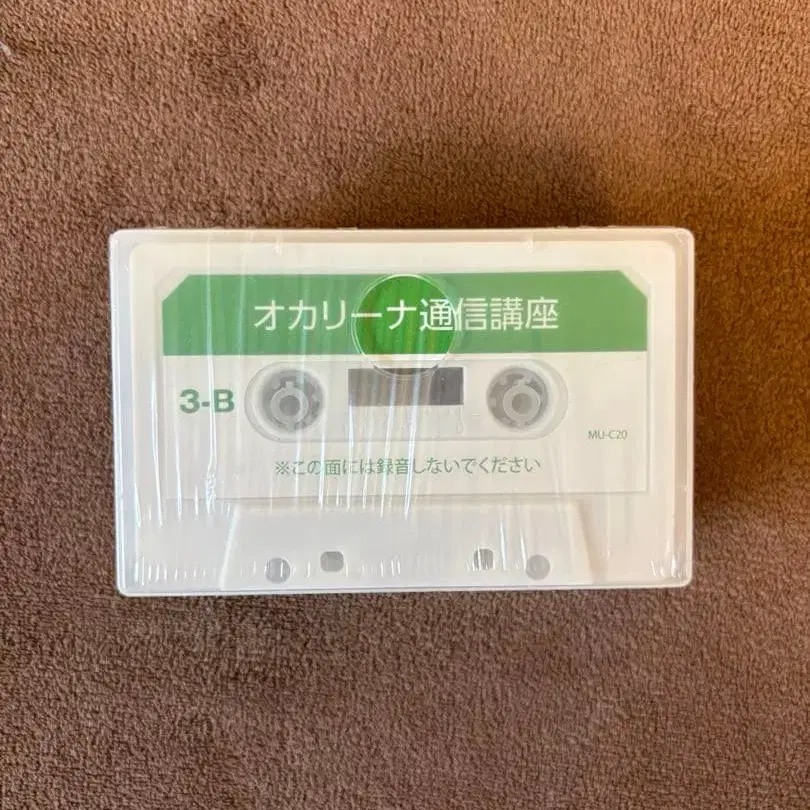 オカリーナ通信講座
3-B
MU-C20
※この面には録音しないでください